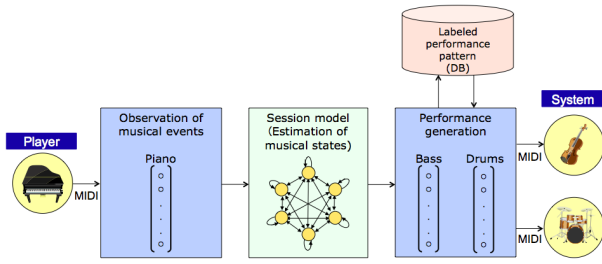 Labeled
performance
pattern
(DB)
Player
System
Observation of
musical events
Piano
Session model
(Estimation of
musical states)
Performance
generation
Bass
Drums
MIDI
MIDI
MIDI